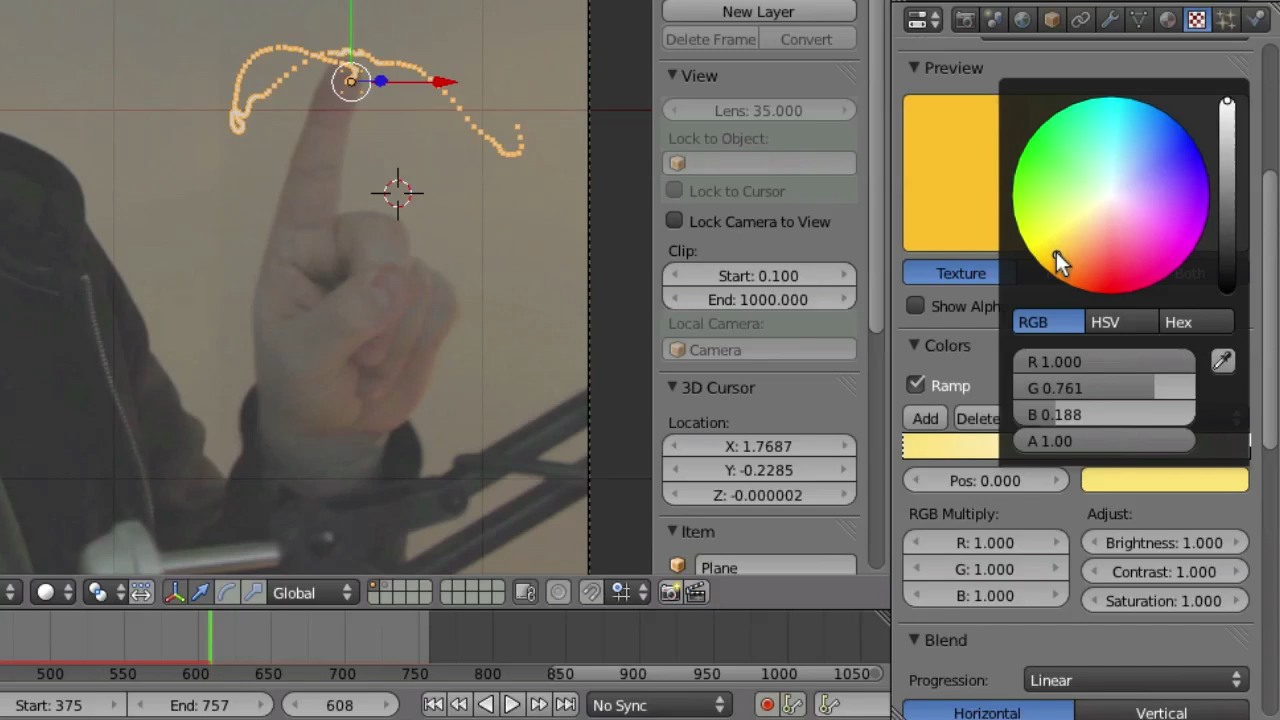 New Layer
Delete Frame Convert
View
Lens: 35.000
Lock to Object:
Lock to Cursor
Lock Camera to View
Clip:
Start: 0.100
End: 1000.000
Local Camera:
Camera
3D Cursor
Location:
X: 1.7687
Y: -0.2285
Z: -0.000002
Item
Plane
Preview
Texture Both
Show Alph
Colors
Ramp
Add Delete
RGB HSV Hex
R 1.000
G 0.761
B 0.188
A 1.00
Pos: 0.000
RGB Multiply: Adjust:
R: 1.000 Brightness: 1.000
G: 1.000 Contrast: 1.000
B: 1.000 Saturation: 1.000
Blend
Progression: Linear
Horizontal Vertical
Global
500 550 600 650 700 750 800 850 900 950 1000 1050
Start: 375 End: 757 608 No Sync